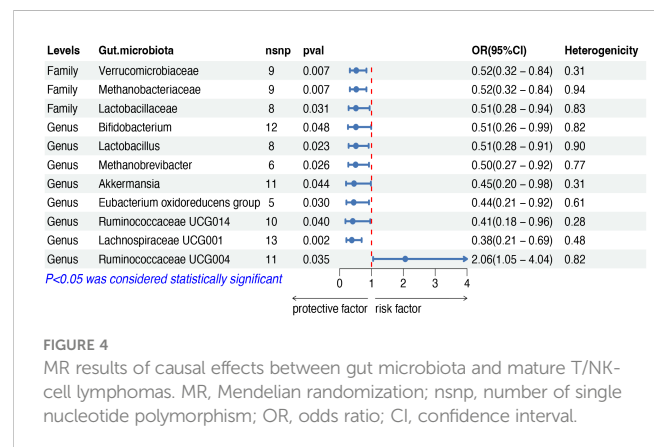 Levels Gut.microbiota nsnp pval OR(95%CI) Heterogenicity
Family Verrucomicrobiaceae 9 0.007 0.52(0.32 – 0.84) 0.31
Family Methanobacteriaceae 9 0.007 0.52(0.32 – 0.84) 0.94
Family Lactobacillaceae 8 0.031 0.51(0.28 – 0.94) 0.83
Genus Bifidobacterium 12 0.048 0.51(0.26 – 0.99) 0.82
Genus Lactobacillus 8 0.023 0.51(0.28 – 0.91) 0.90
Genus Methanobrevibacter 6 0.026 0.50(0.27 – 0.92) 0.77
Genus Akkermansia 11 0.044 0.45(0.20 – 0.98) 0.31
Genus Eubacterium oxidoreducens group 5 0.030 0.44(0.21 – 0.92) 0.61
Genus Ruminococcaceae UCG014 10 0.040 0.41(0.18 – 0.96) 0.28
Genus Lachnospiraceae UCG001 13 0.002 0.38(0.21 – 0.69) 0.48
Genus Ruminococcaceae UCG004 11 0.035 2.06(1.05 – 4.04) 0.82
P<0.05 was considered statistically significant
0 1 2 3 4
protective factor risk factor
FIGURE 4
MR results of causal effects between gut microbiota and mature T/NK-
cell lymphomas. MR, Mendelian randomization; nsnp, number of single
nucleotide polymorphism; OR, odds ratio; CI, confidence interval.